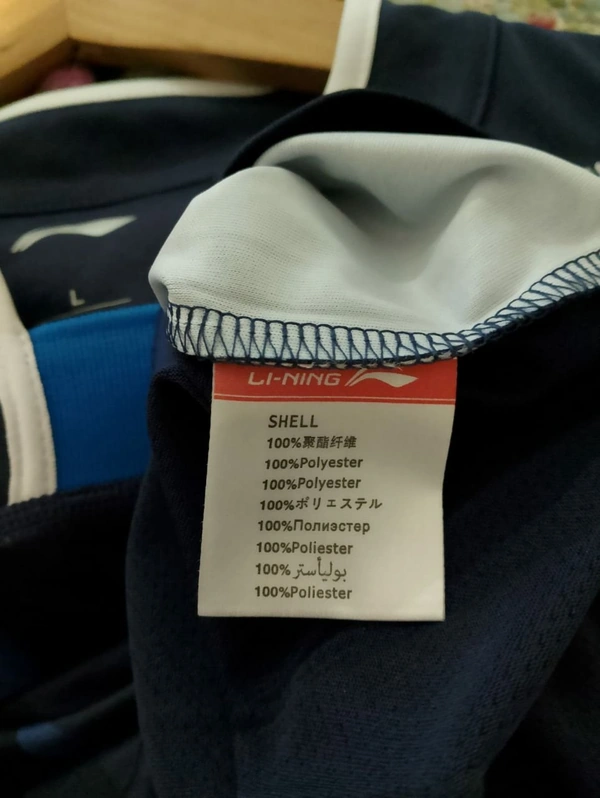 L
LI-NING
SHELL
100%聚酯纤维
100%Polyester
100%Polyester
100%ポリエステル
100%Полиэстер
100%Poliester
100% بوليأستر
100%Poliester